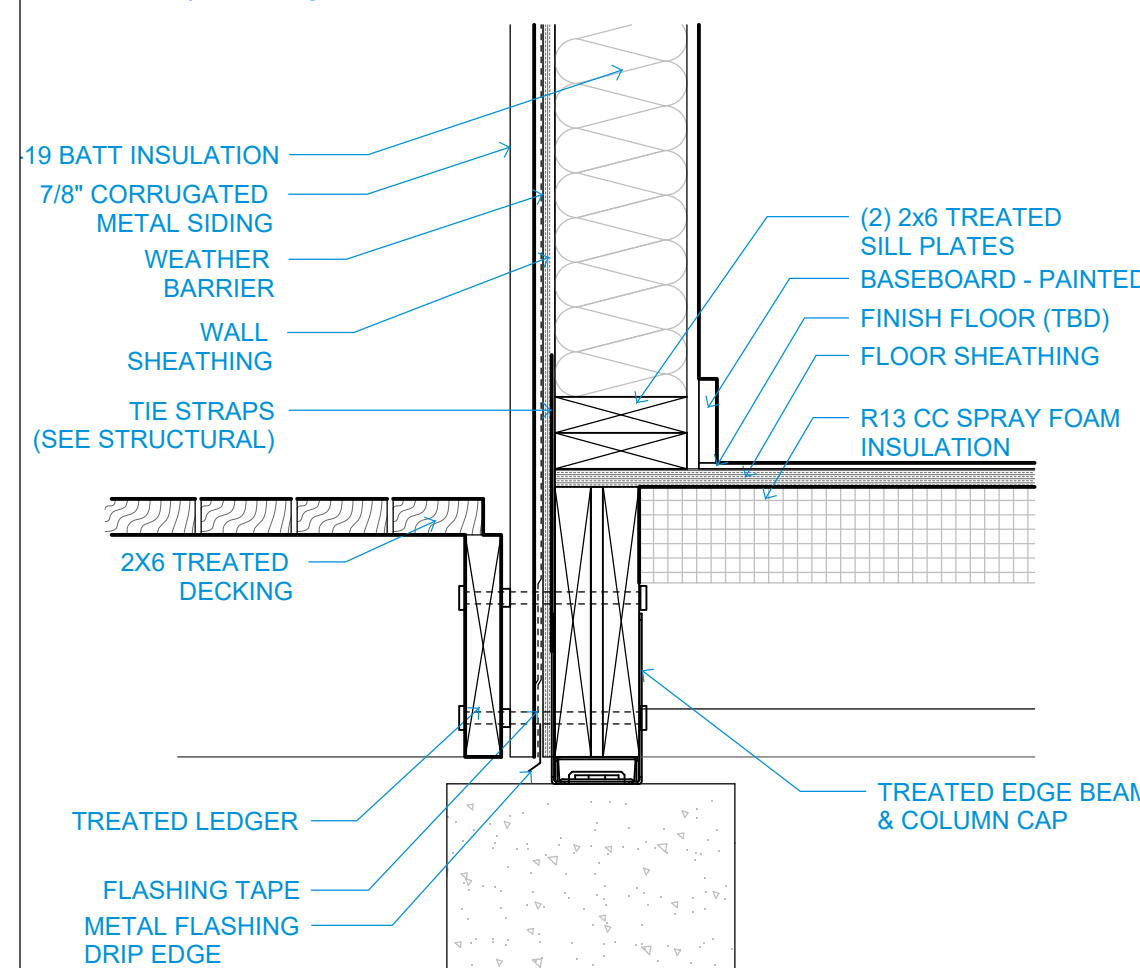 -19 BATT INSULATION
7/8" CORRUGATED
METAL SIDING
WEATHER
BARRIER
WALL
SHEATHING
TIE STRAPS
(SEE STRUCTURAL)
2X6 TREATED
DECKING
TREATED LEDGER
FLASHING TAPE
METAL FLASHING
DRIP EDGE
(2) 2x6 TREATED
SILL PLATES
BASEBOARD - PAINTED
FINISH FLOOR (TBD)
FLOOR SHEATHING
R13 CC SPRAY FOAM
INSULATION
TREATED EDGE BEAM
& COLUMN CAP